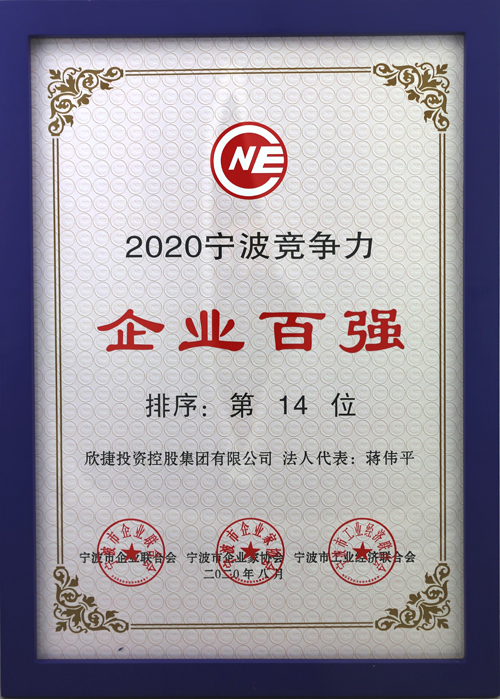 CNE
2020宁波竞争力
企业百强
排序：第 14 位
欣捷投资控股集团有限公司 法人代表：蒋伟平
宁波市企业联合会 宁波市企业家协会 宁波市工业经济联合会
二〇二〇年八月